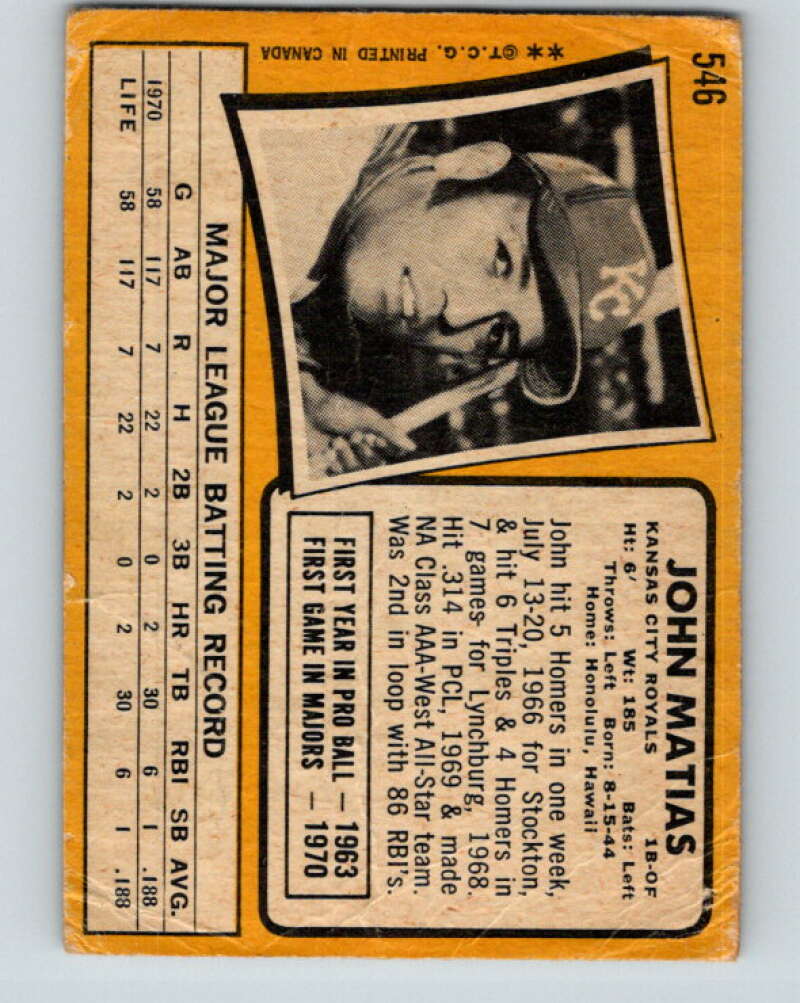 546
** ©T.C.G. PRINTED IN CANADA
KC
JOHN MATIAS
KANSAS CITY ROYALS 1B-OF
Ht: 6' Wt: 185 Bats: Left
Throws: Left Born: 8-15-44
Home: Honolulu, Hawaii
John hit 5 Homers in one week,
July 13-20, 1966 for Stockton,
& hit 6 Triples & 4 Homers in
7 games- for Lynchburg, 1968.
Hit .314 in PCL, 1969 & made
NA Class AAA-West All-Star team.
Was 2nd in loop with 86 RBI's.
FIRST YEAR IN PRO BALL — 1963
FIRST GAME IN MAJORS — 1970
MAJOR LEAGUE BATTING RECORD
G AB R H 2B 3B HR TB RBI SB AVG.
1970 58 117 7 22 2 0 2 30 6 1 .188
LIFE 58 117 7 22 2 0 2 30 6 1 .188